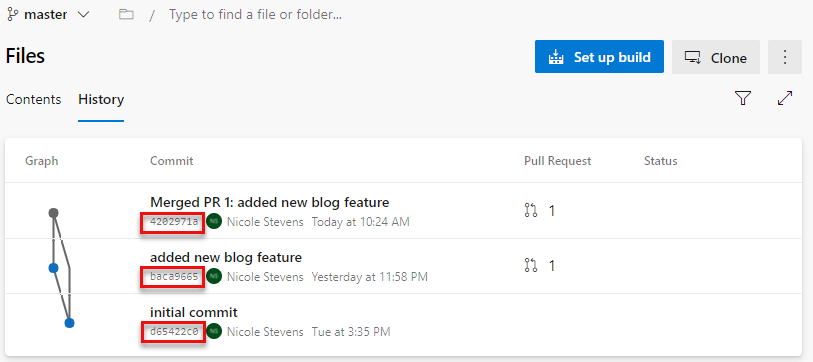 master / Type to find a file or folder...
Files Set up build Clone
Contents History
Graph Commit Pull Request Status
Merged PR 1: added new blog feature
4202971a NS Nicole Stevens Today at 10:24 AM 1
added new blog feature
baca9665 NS Nicole Stevens Yesterday at 11:58 PM 1
initial commit
d65422c0 NS Nicole Stevens Tue at 3:35 PM